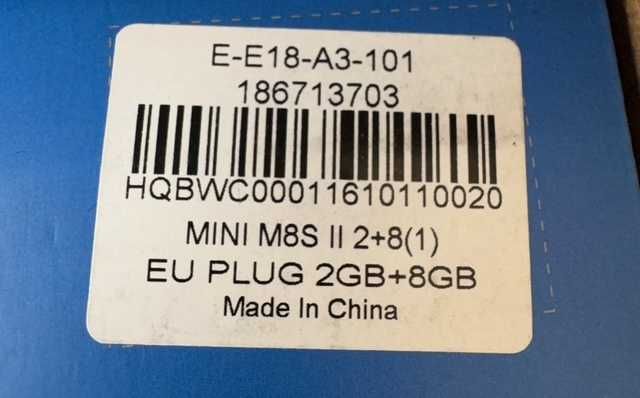 E-E18-A3-101
186713703
HQBWC00011610110020
MINI M8S II 2+8(1)
EU PLUG 2GB+8GB
Made In China